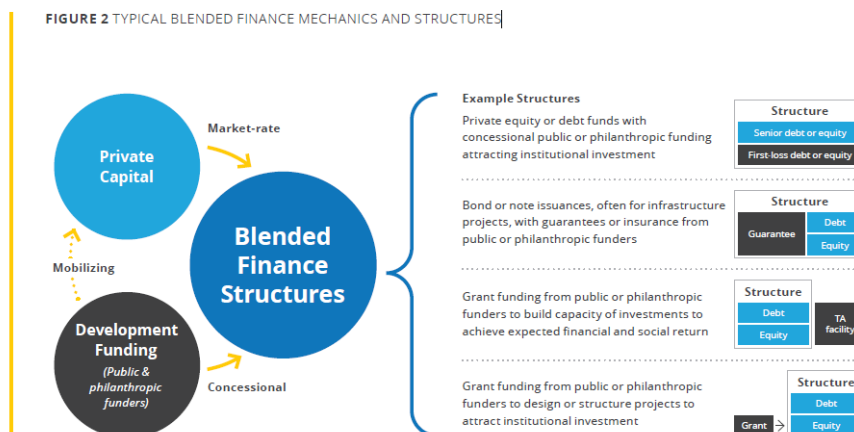 FIGURE 2 TYPICAL BLENDED FINANCE MECHANICS AND STRUCTURES
Private
Capital
Market-rate
Mobilizing
Blended
Finance
Structures
Development
Funding
(Public &
philanthropic
funders)
Concessional
Example Structures
Private equity or debt funds with
concessional public or philanthropic funding
attracting institutional investment
Structure
Senior debt or equity
First-loss debt or equity
Bond or note issuances, often for infrastructure
projects, with guarantees or insurance from
public or philanthropic funders
Structure
Guarantee
Debt
Equity
Grant funding from public or philanthropic
funders to build capacity of investments to
achieve expected financial and social return
Structure
Debt
Equity
TA
facility
Grant funding from public or philanthropic
funders to design or structure projects to
attract institutional investment
Structure
Debt
Grant
Equity